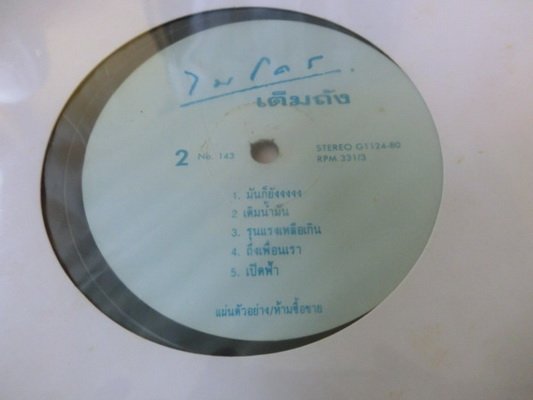 ไมโคร
เติมถัง
2 No. 143
STEREO G1124-80
RPM 331/3
1. มันก็ยังงงงง
2 เติมน้ำมัน
3. รุนแรงเหลือเกิน
4. ถึงเพื่อนเรา
5. เปิดฟ้า
แผ่นตัวอย่าง/ห้ามซื้อขาย